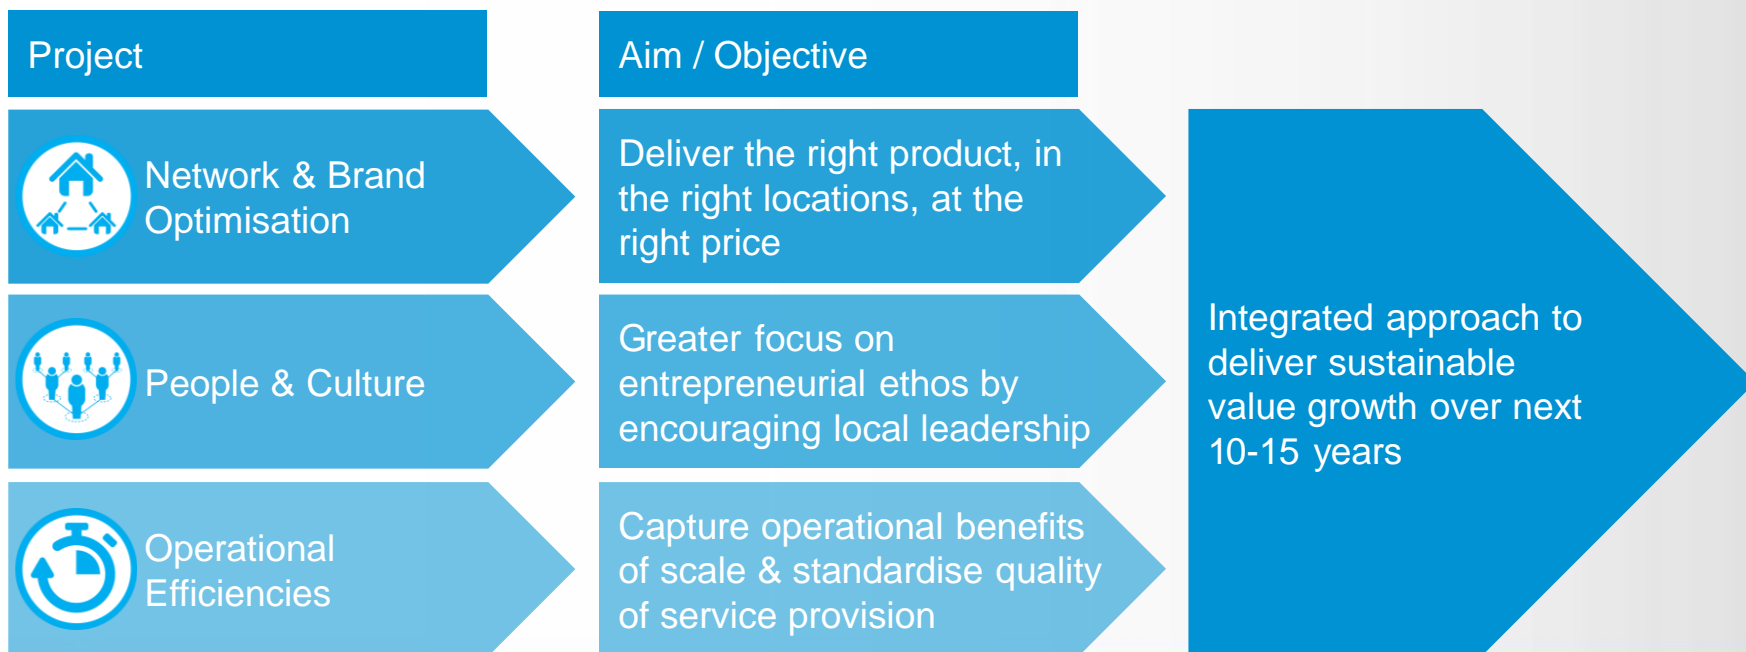 Project
Aim / Objective
Network & Brand
Optimisation
Deliver the right product, in
the right locations, at the
right price
People & Culture
Greater focus on
entrepreneurial ethos by
encouraging local leadership
Operational
Efficiencies
Capture operational benefits
of scale & standardise quality
of service provision
Integrated approach to
deliver sustainable
value growth over next
10-15 years